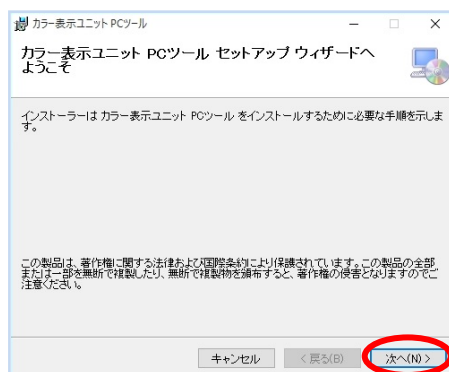 カラー表示ユニット PCツール
カラー表示ユニット PCツール セットアップ ウィザードへ
ようこそ
インストーラーは カラー表示ユニット PCツール をインストールするために必要な手順を示しま
す。
この製品は、著作権に関する法律および国際条約により保護されています。この製品の全部
または一部を無断で複製したり、無断で複製物を頒布すると、著作権の侵害となりますのでご
注意ください。
キャンセル
< 戻る(B)
次へ(N) >